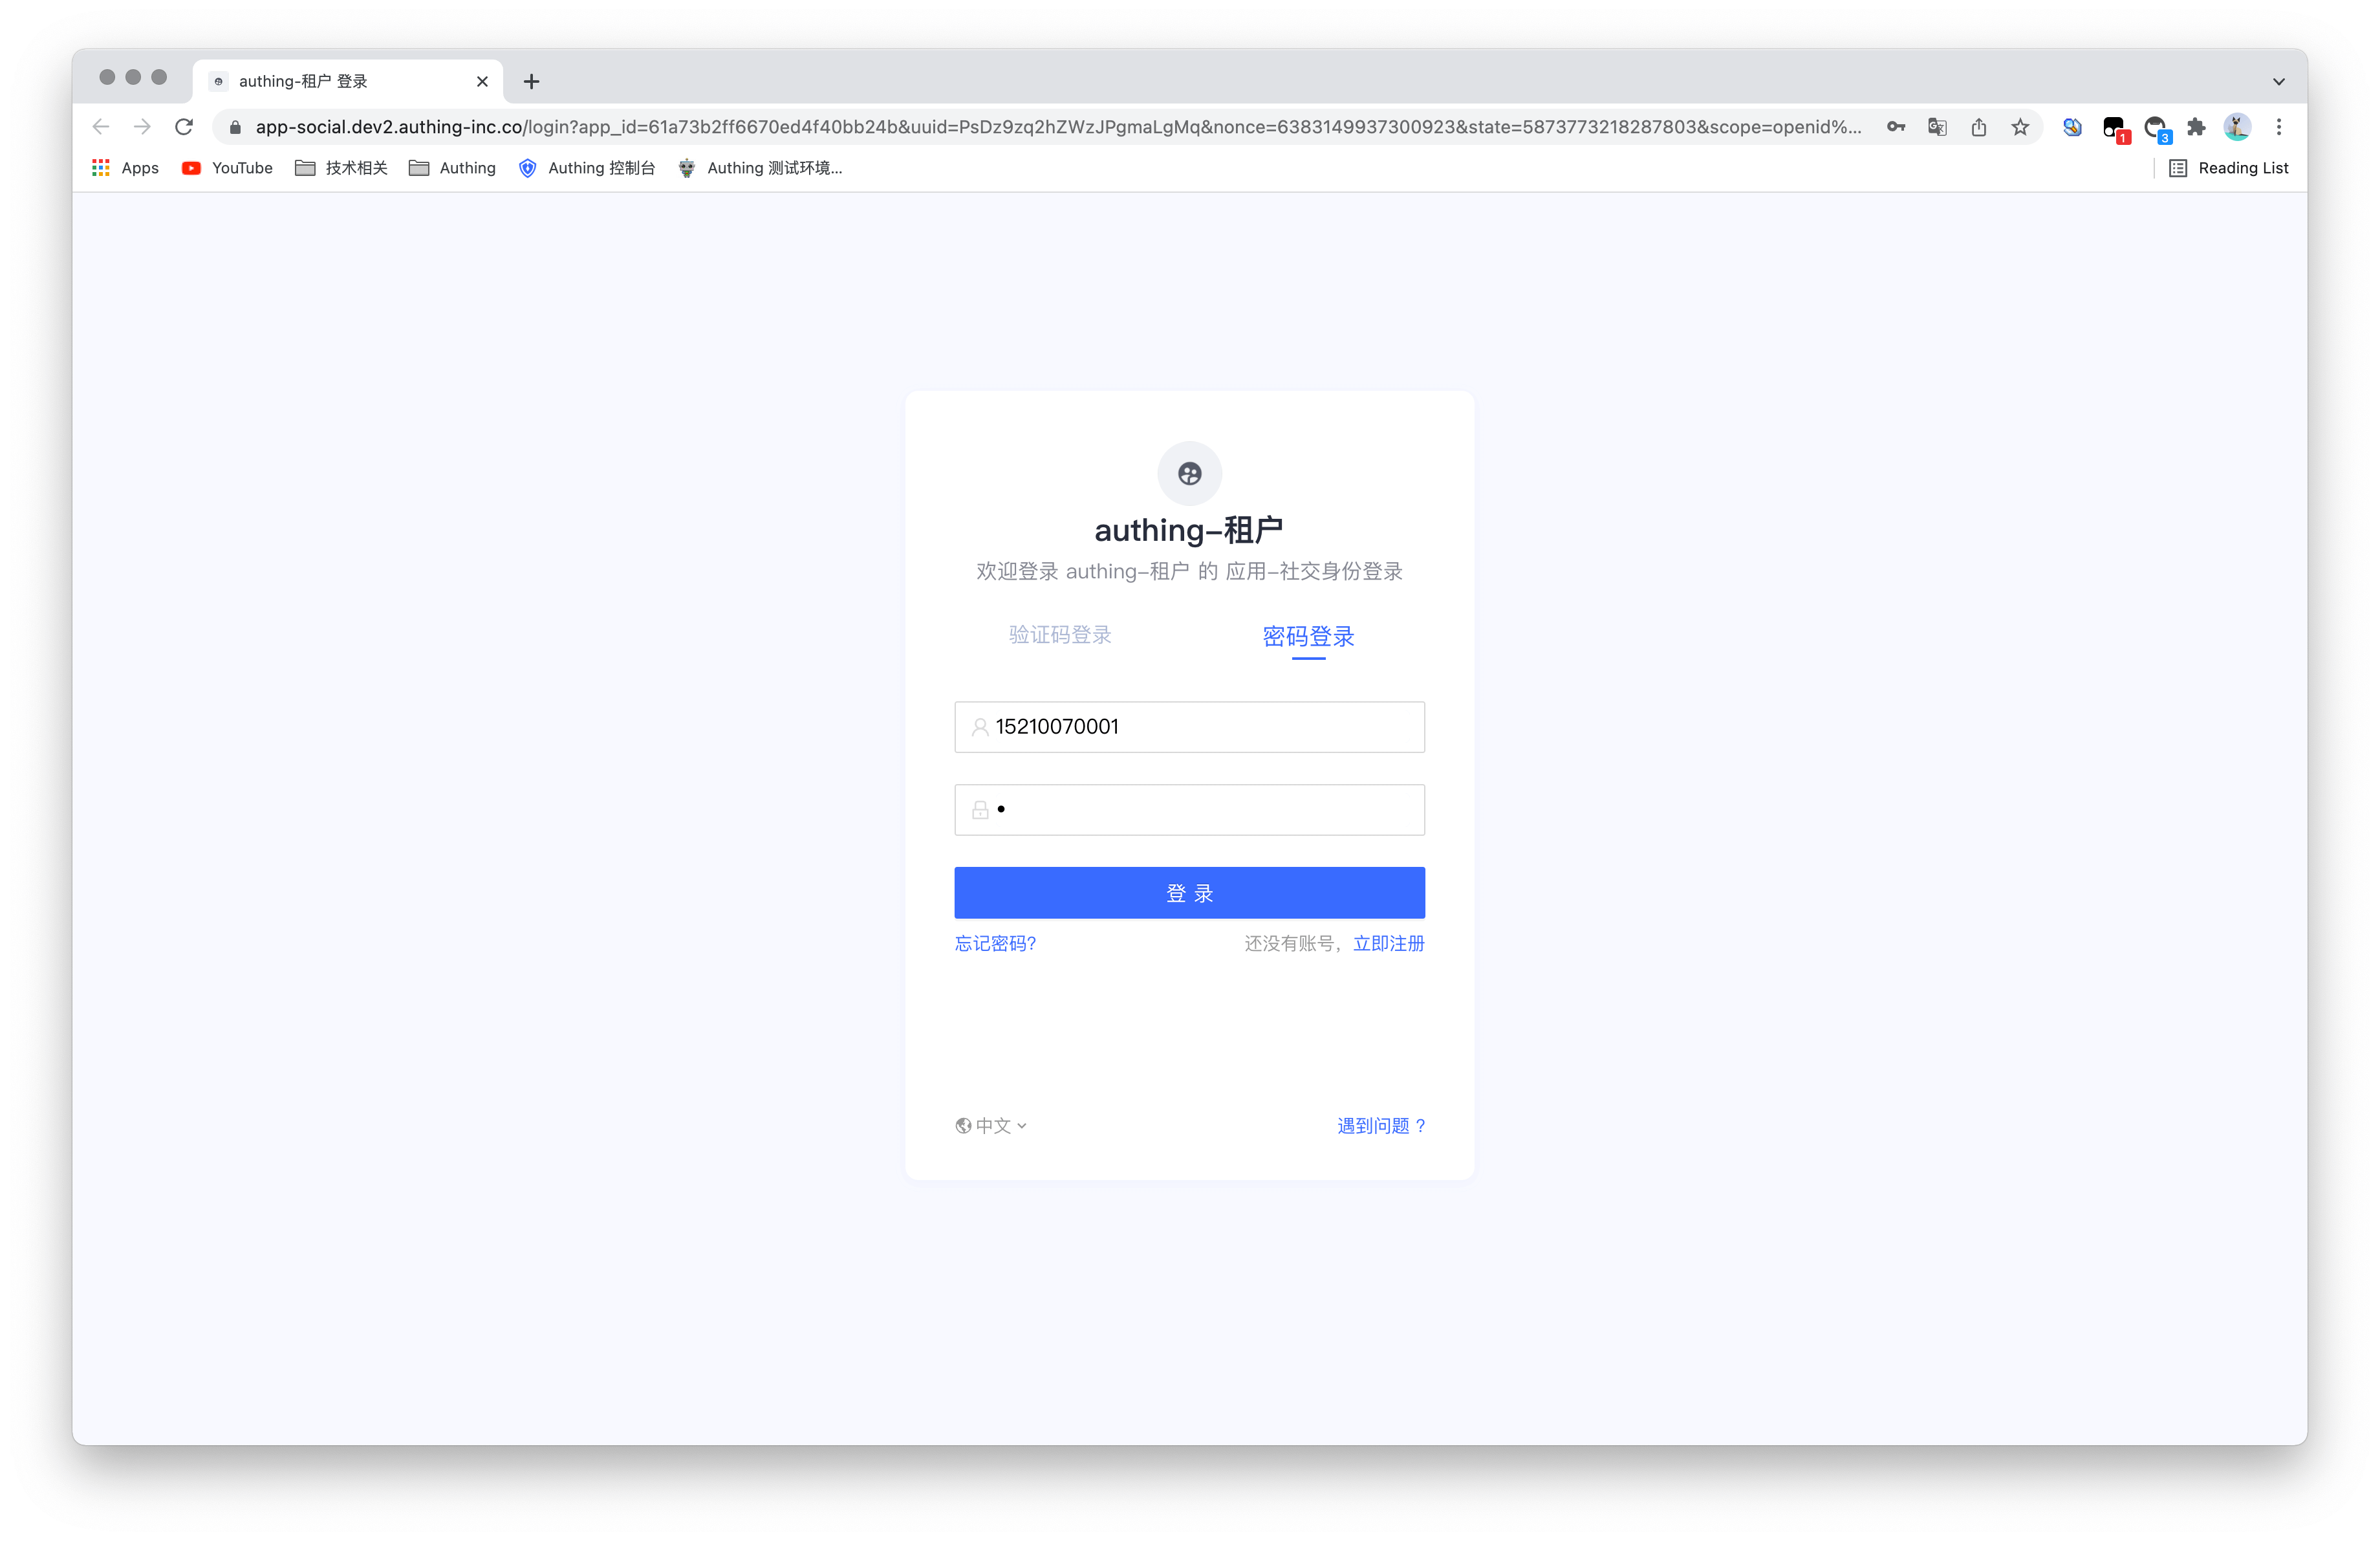 authing-租户 登录
app-social.dev2.authing-inc.co/login?app_id=61a73b2ff6670ed4f40bb24b&uuid=PsDz9zq2hZWzJPgmaLgMq&nonce=6383149937300923&state=5873773218287803&scope=openid%...
1
3
Apps YouTube 技术相关 Authing Authing 控制台 Authing 测试环境... Reading List
authing-租户
欢迎登录 authing-租户 的 应用-社交身份登录
验证码登录 密码登录
15210070001
•
登 录
忘记密码? 还没有账号，立即注册
中文 遇到问题 ?